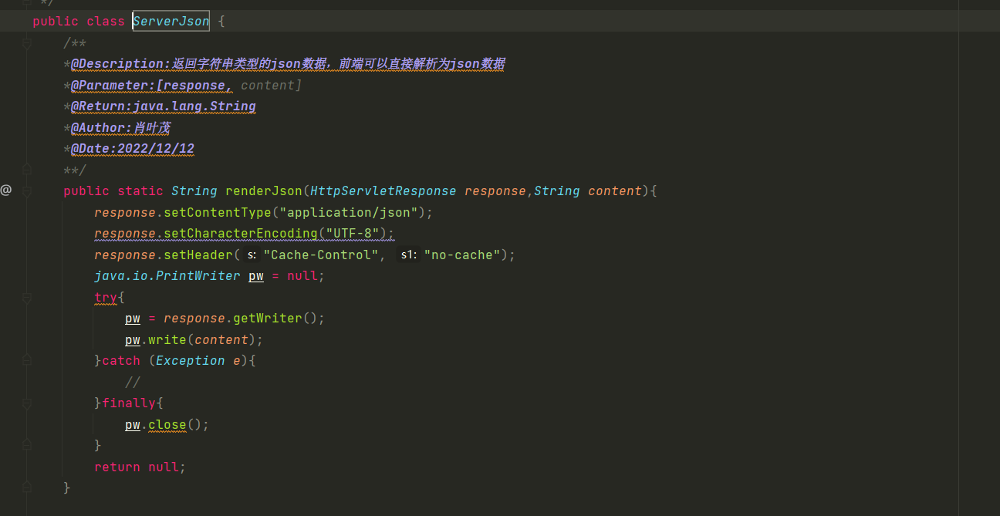 */
public class ServerJson {
/**
*@Description:返回字符串类型的json数据，前端可以直接解析为json数据
*@Parameter:[response, content]
*@Return:java.lang.String
*@Author:肖叶茂
*@Date:2022/12/12
**/
@ public static String renderJson(HttpServletResponse response,String content){
response.setContentType("application/json");
response.setCharacterEncoding("UTF-8");
response.setHeader( s: "Cache-Control", s1: "no-cache");
java.io.PrintWriter pw = null;
try{
pw = response.getWriter();
pw.write(content);
}catch (Exception e){
//
}finally{
pw.close();
}
return null;
}